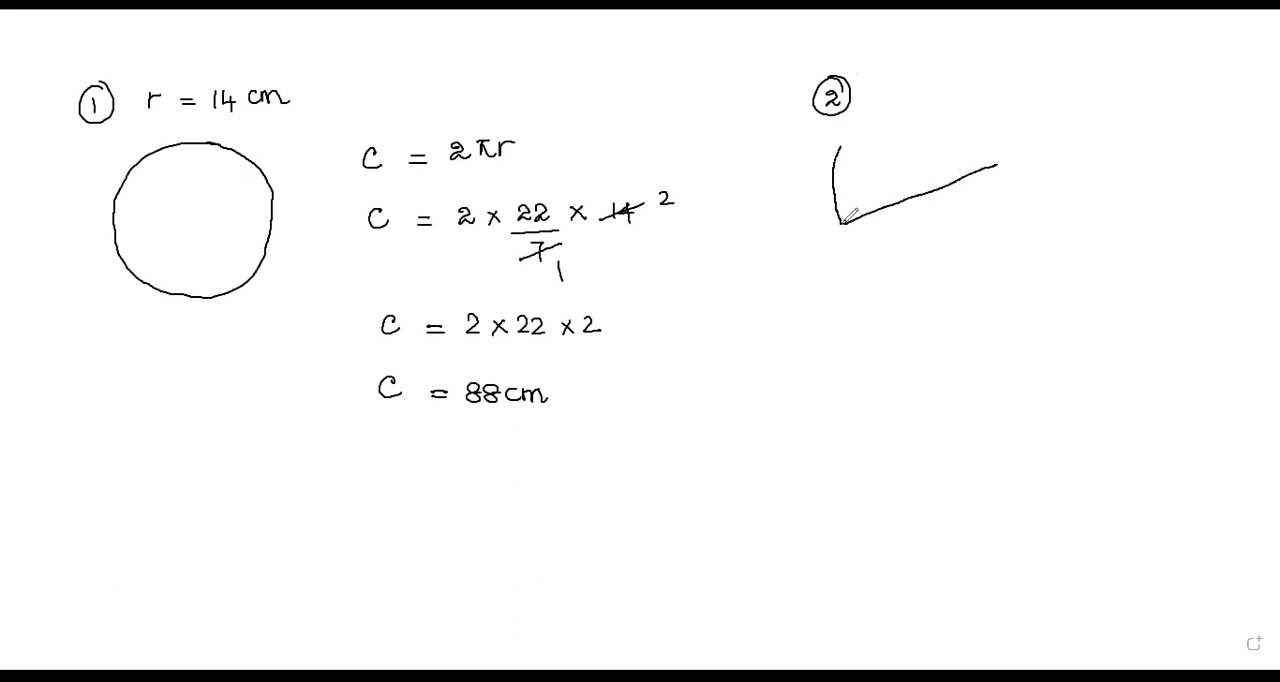 ① r = 14 cm
C = 2πr
C = 2 × 22/7 1 × 14 2
C = 2 × 22 × 2
C = 88cm
②